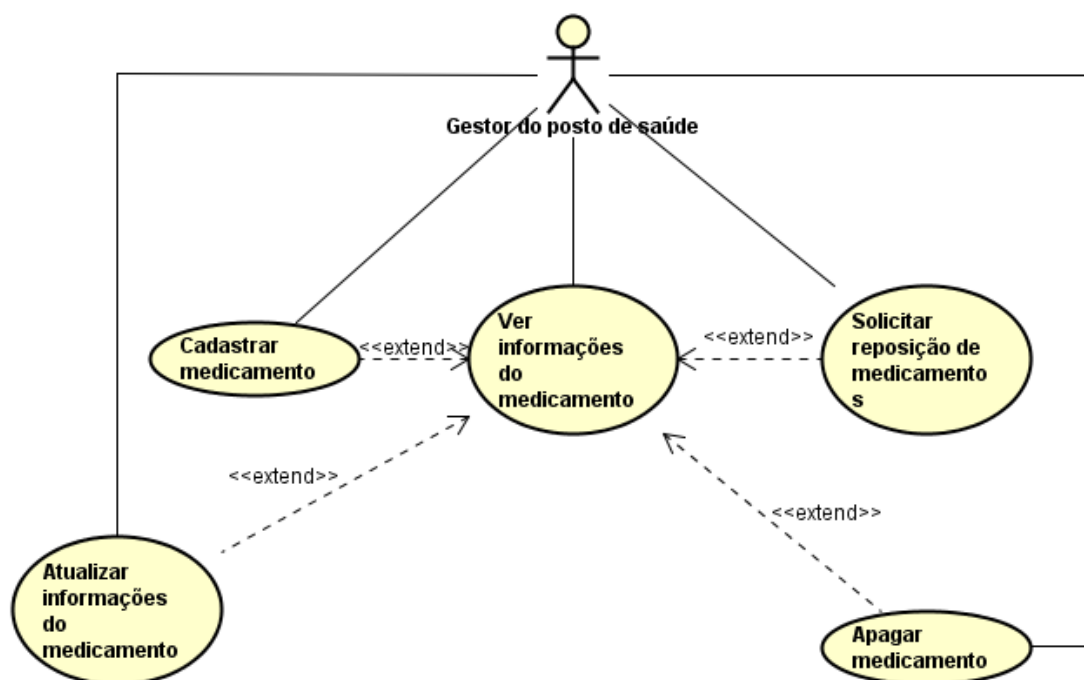 Gestor do posto de saúde
Cadastrar
medicamento
<<extend>>
Ver
informações
do
medicamento
<<extend>>
Solicitar
reposição de
medicamento
s
<<extend>>
<<extend>>
Atualizar
informações
do
medicamento
Apagar
medicamento